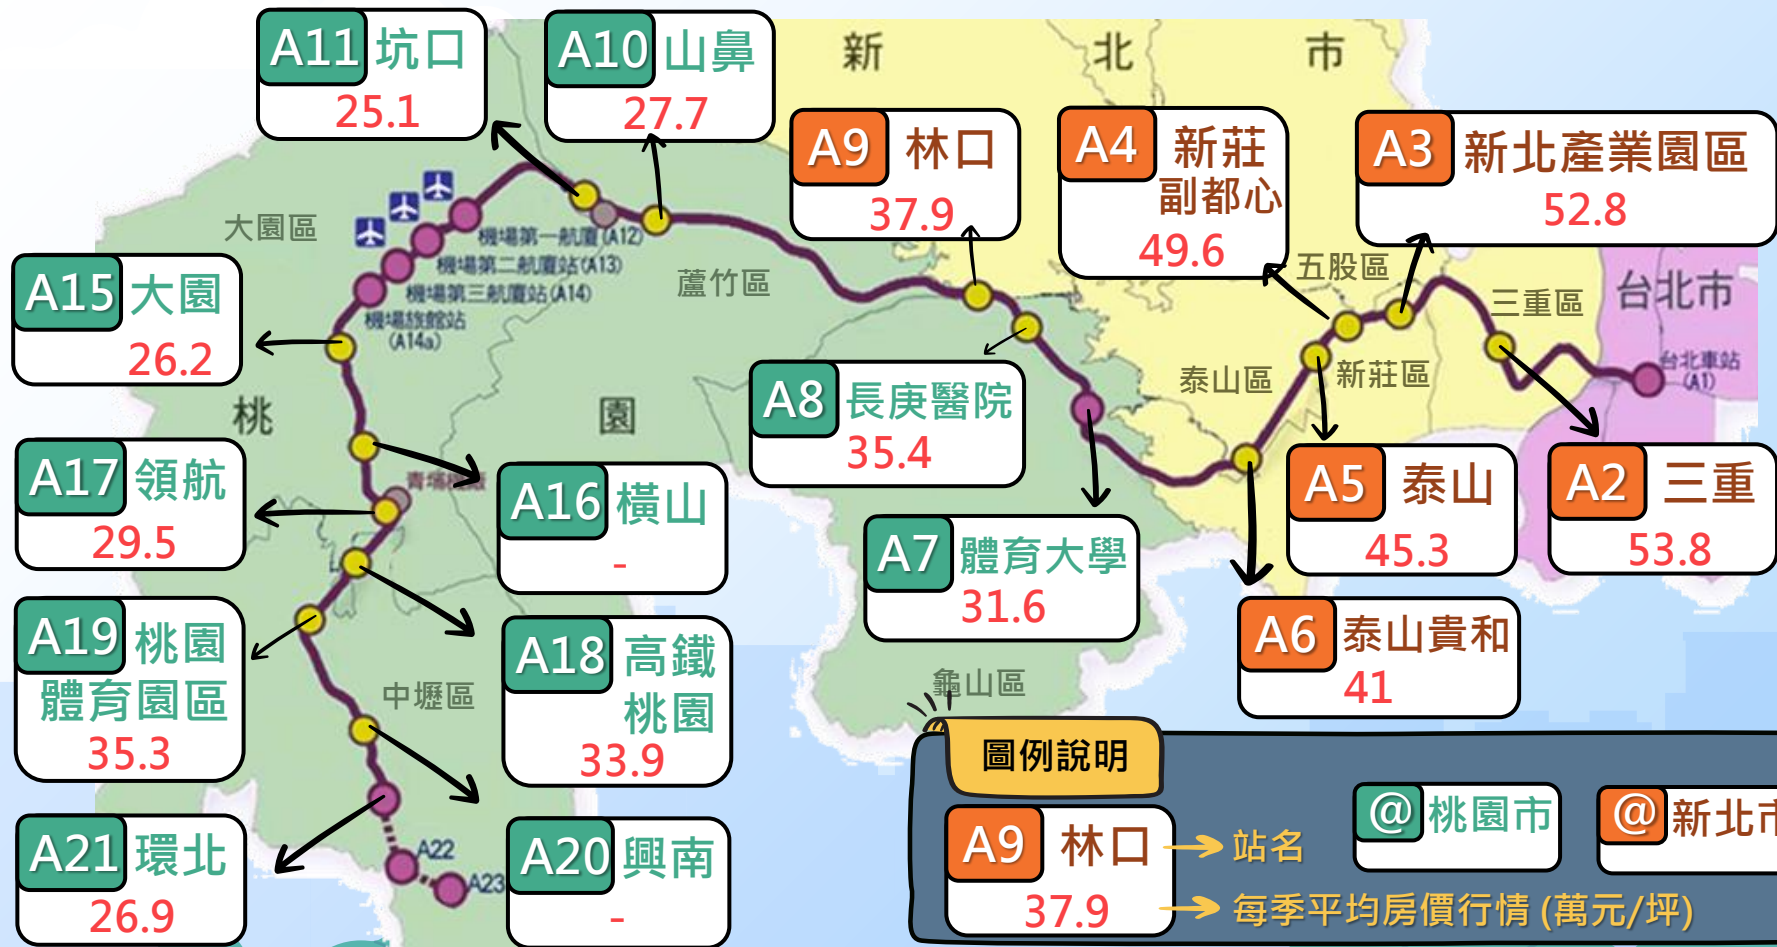 A11 坑口
25.1
A10 山鼻
27.7
新 北 市
A9 林口
37.9
A4 新莊
副都心
49.6
A3 新北產業園區
52.8
大園區
機場第一航廈(A12)
機場第二航廈站(A13)
機場第三航廈站(A14)
機場旅館站
(A14a)
蘆竹區
五股區
三重區
台北市
台北車站
(A1)
A15 大園
26.2
桃 園
A8 長庚醫院
35.4
泰山區
新莊區
A17 領航
29.5
青埔機廠
A16 橫山
-
A7 體育大學
31.6
A5 泰山
45.3
A2 三重
53.8
A19 桃園
體育園區
35.3
中壢區
A18 高鐵
桃園
33.9
龜山區
A6 泰山貴和
41
A21 環北
26.9
A22
A23
A20 興南
-
圖例說明
A9 林口
37.9
站名
每季平均房價行情 (萬元/坪)
@ 桃園市
@ 新北市